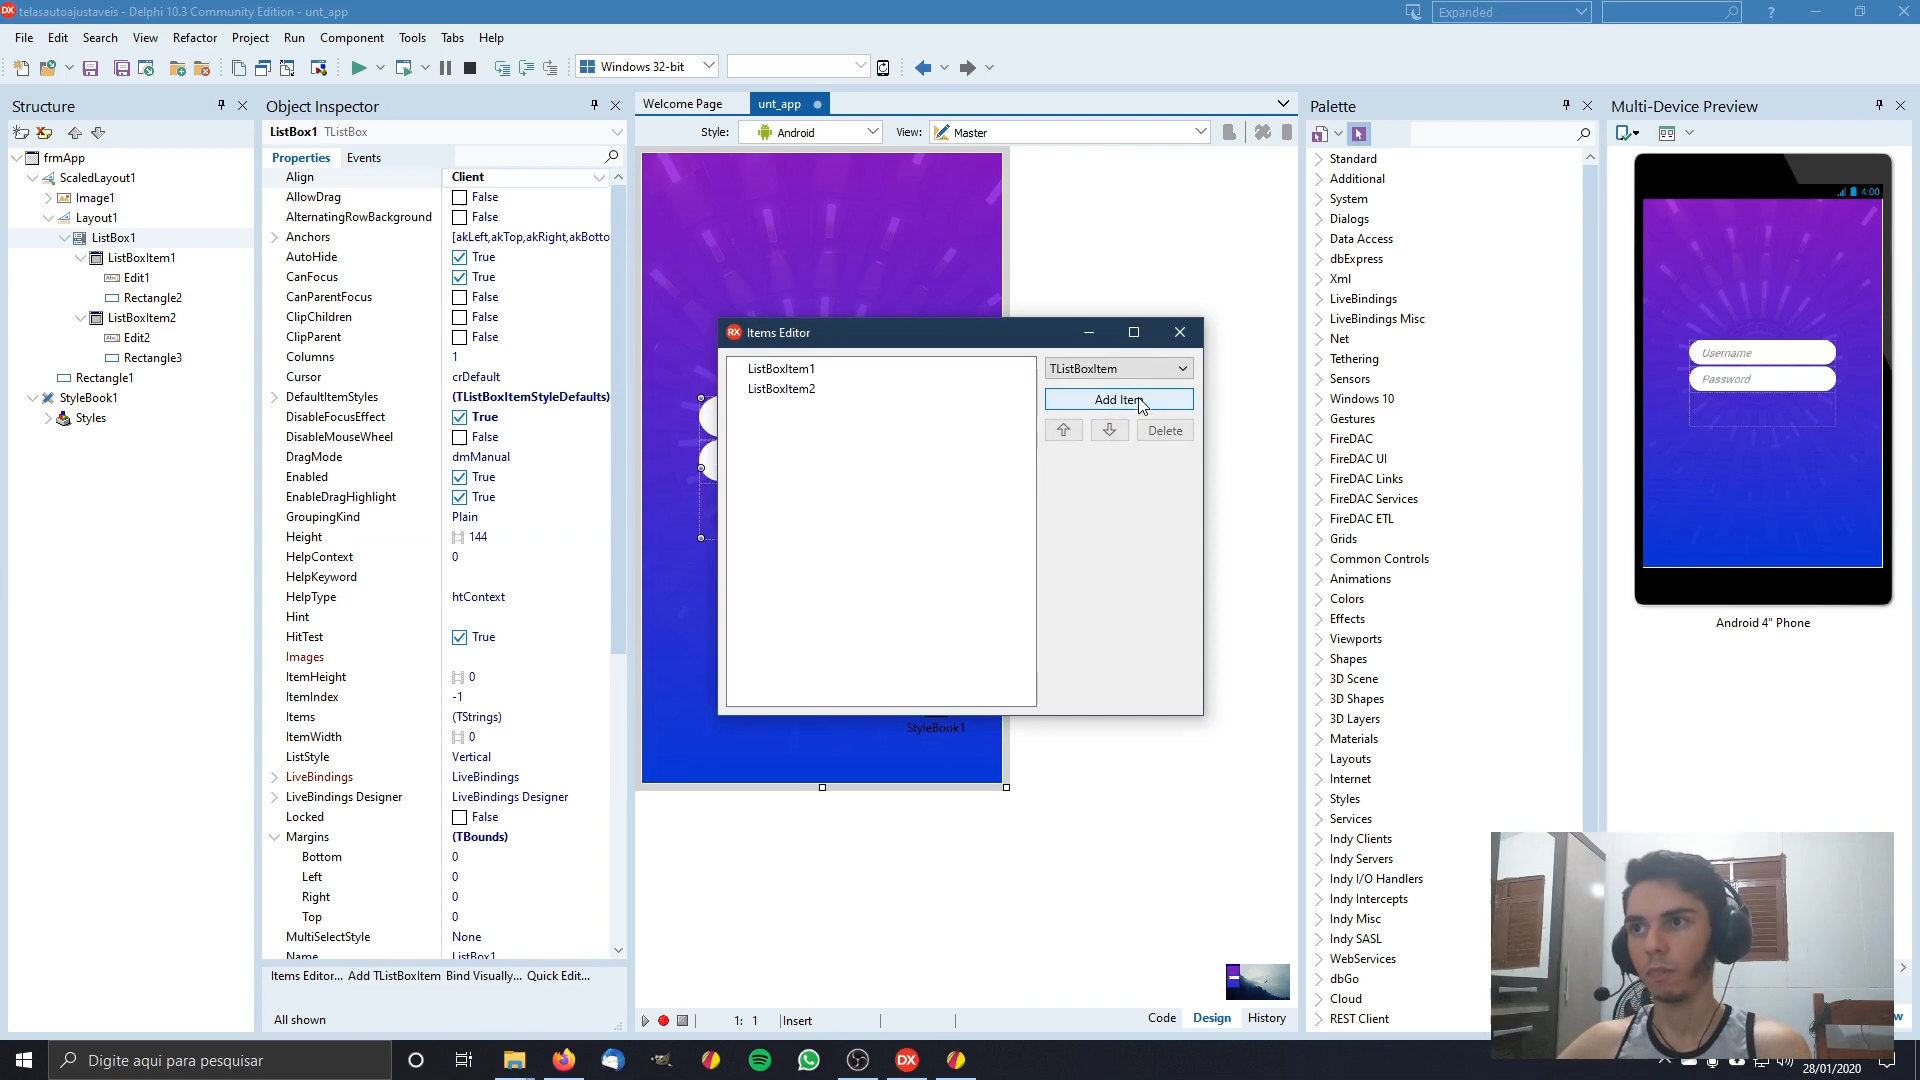 telasautoajustaveis - Delphi 10.3 Community Edition - unt_app
Expanded
?
File Edit Search View Refactor Project Run Component Tools Tabs Help
Windows 32-bit
Structure
frmApp
ScaledLayout1
Image1
Layout1
ListBox1
ListBoxItem1
Edit1
Rectangle2
ListBoxItem2
Edit2
Rectangle3
Rectangle1
StyleBook1
Styles
Object Inspector
ListBox1 TListBox
Properties Events
Align Client
AllowDrag False
AlternatingRowBackground False
Anchors [akLeft,akTop,akRight,akBotto
AutoHide True
CanFocus True
CanParentFocus False
ClipChildren False
ClipParent False
Columns 1
Cursor crDefault
DefaultItemStyles (TListBoxItemStyleDefaults)
DisableFocusEffect True
DisableMouseWheel False
DragMode dmManual
Enabled True
EnableDragHighlight True
GroupingKind Plain
Height 144
HelpContext 0
HelpKeyword
HelpType htContext
Hint
HitTest True
Images
ItemHeight 0
ItemIndex -1
Items (TStrings)
ItemWidth 0
ListStyle Vertical
LiveBindings LiveBindings
LiveBindings Designer LiveBindings Designer
Locked False
Margins (TBounds)
Bottom 0
Left 0
Right 0
Top 0
MultiSelectStyle None
Name ListBox1
Items Editor... Add TListBoxItem Bind Visually... Quick Edit...
All shown
Welcome Page unt_app
Style: Android View: Master
RX Items Editor
ListBoxItem1
ListBoxItem2
TListBoxItem
Add Item
Delete
StyleBook1
1: 1 Insert
Code Design History
Palette
Standard
Additional
System
Dialogs
Data Access
dbExpress
Xml
LiveBindings
LiveBindings Misc
Net
Tethering
Sensors
Windows 10
Gestures
FireDAC
FireDAC UI
FireDAC Links
FireDAC Services
FireDAC ETL
Grids
Common Controls
Animations
Colors
Effects
Viewports
Shapes
3D Scene
3D Shapes
3D Layers
Materials
Layouts
Internet
Styles
Services
Indy Clients
Indy Servers
Indy I/O Handlers
Indy Intercepts
Indy Misc
Indy SASL
WebServices
dbGo
Cloud
REST Client
Multi-Device Preview
4:00
Username
Password
Android 4" Phone
Digite aqui para pesquisar
DX
28/01/2020